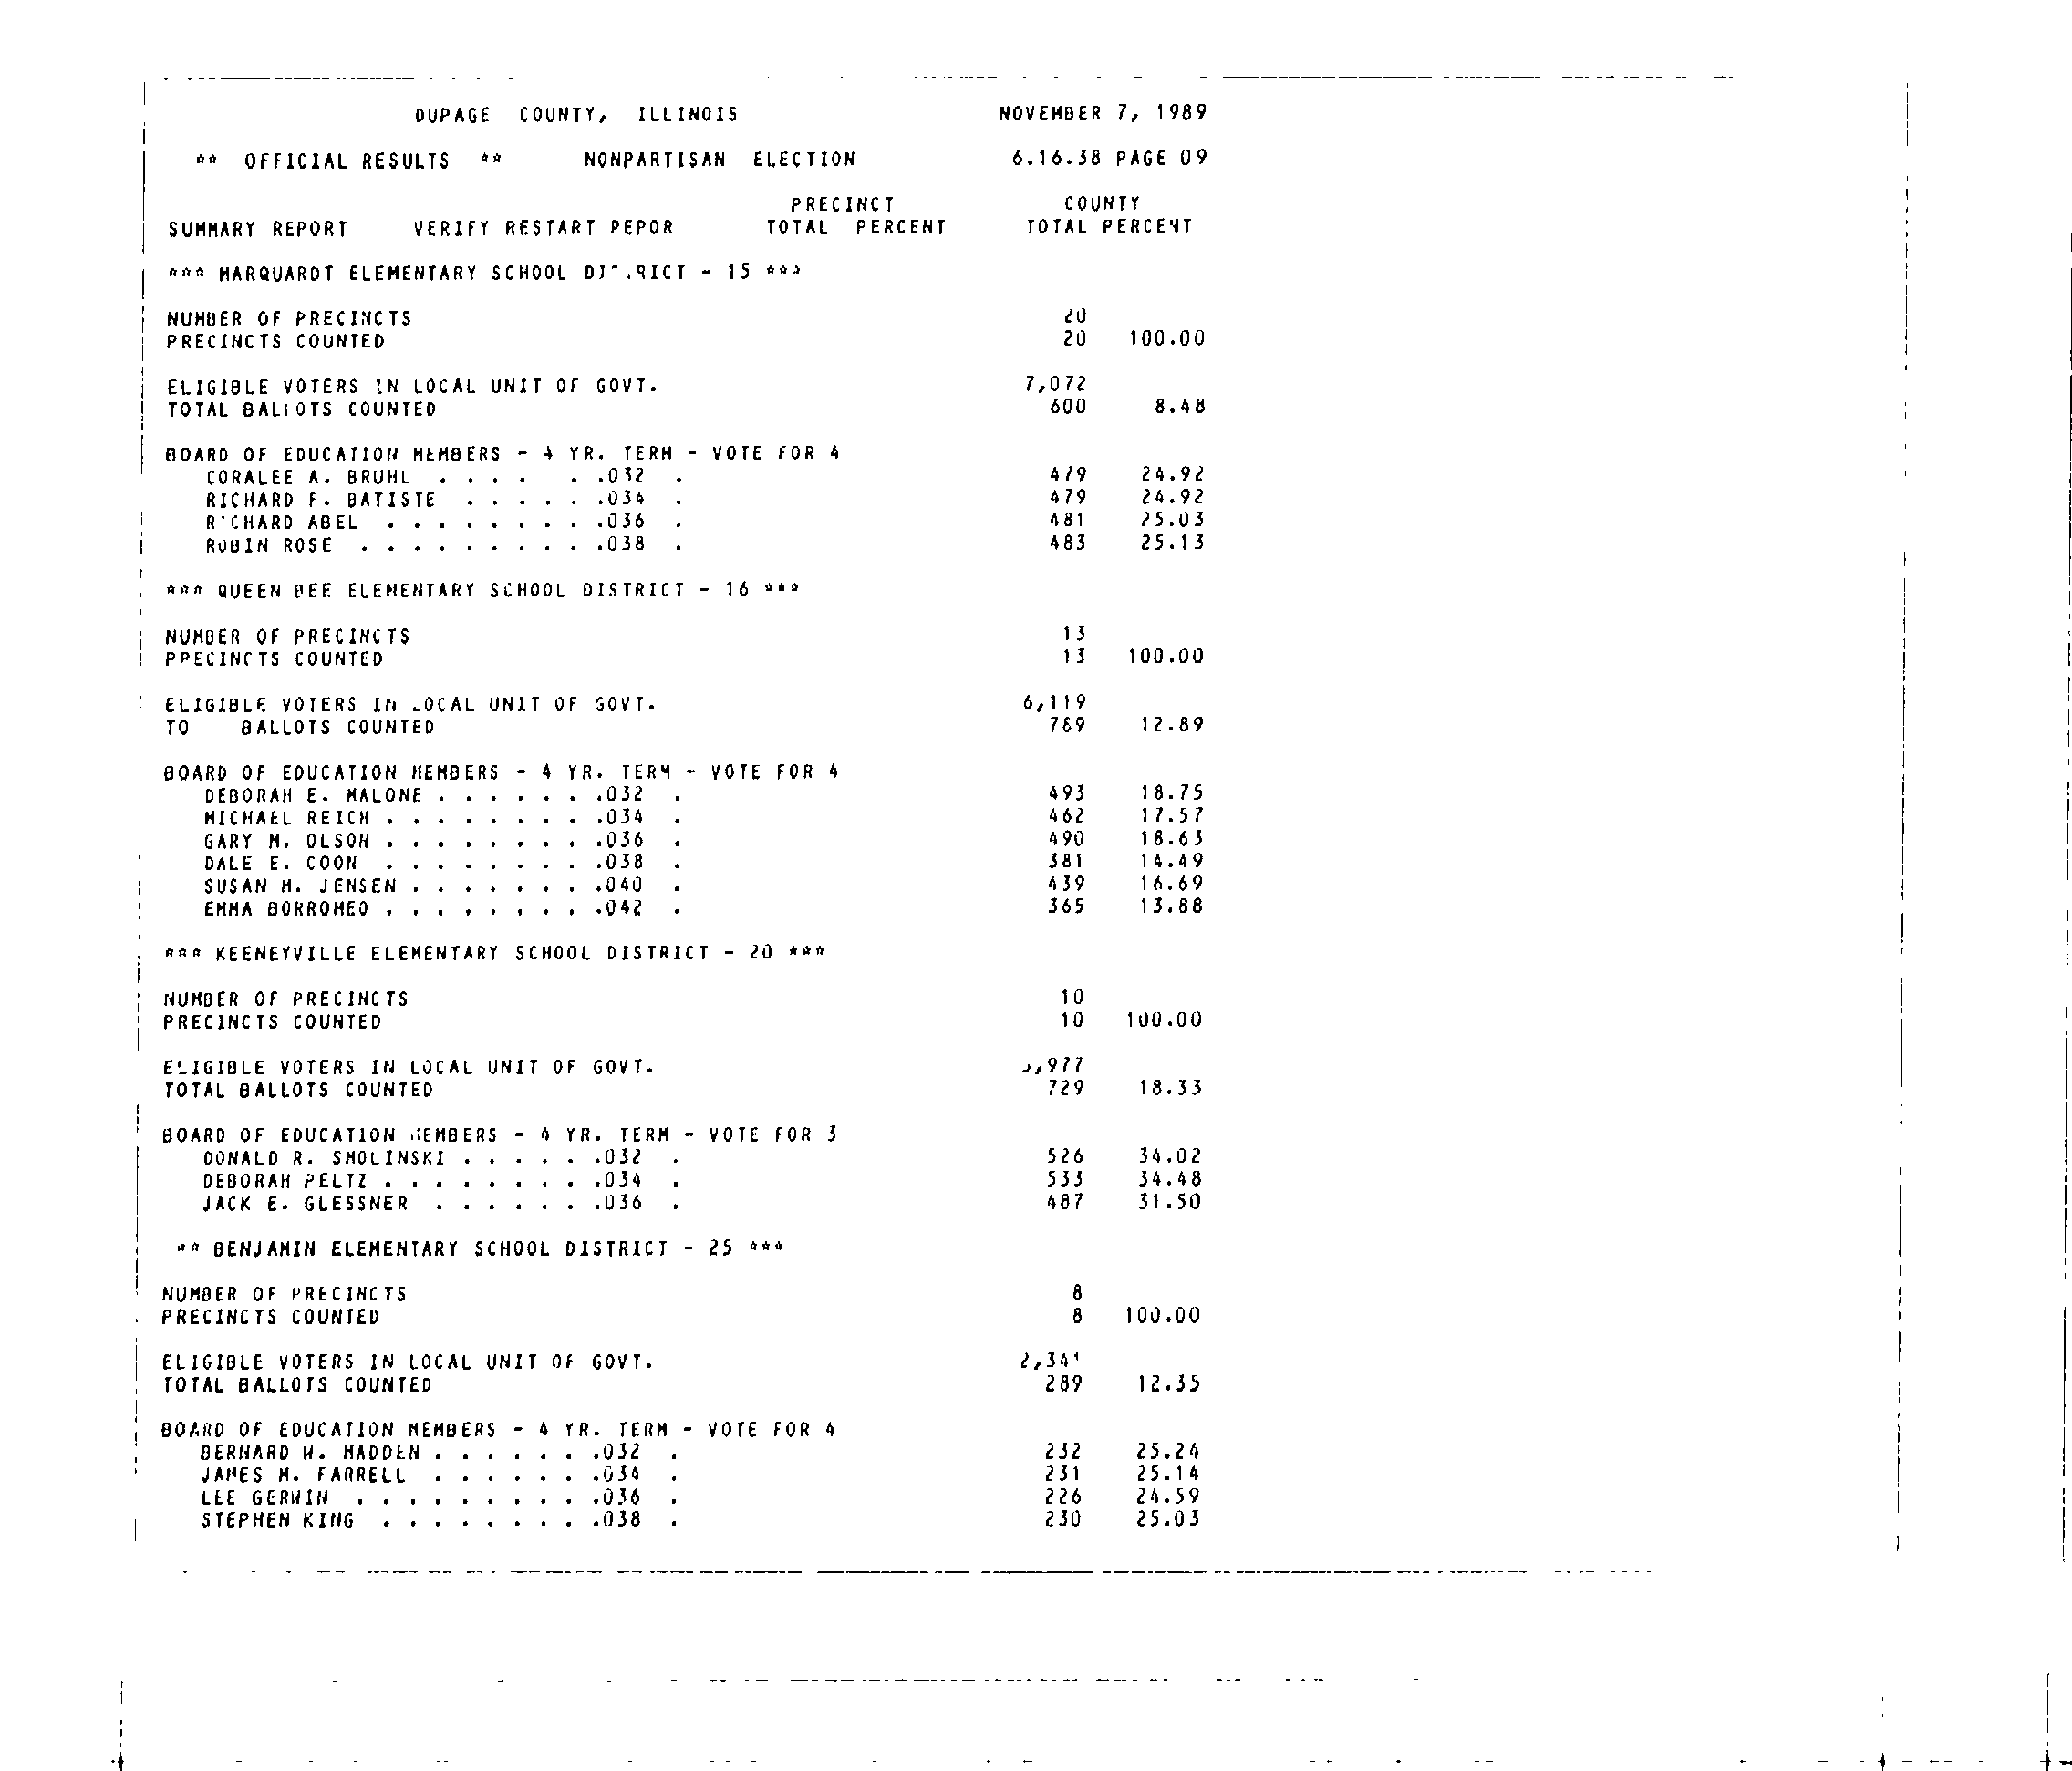 DUPAGE COUNTY, ILLINOIS NOVEMBER 7, 1989
** OFFICIAL RESULTS ** NONPARTISAN ELECTION 6.16.38 PAGE 09
PRECINCT COUNTY
SUMMARY REPORT VERIFY RESTART REPOR TOTAL PERCENT TOTAL PERCENT
*** MARQUARDT ELEMENTARY SCHOOL DISTRICT - 15 ***
NUMBER OF PRECINCTS 20
PRECINCTS COUNTED 20 100.00
ELIGIBLE VOTERS IN LOCAL UNIT OF GOVT. 7,072
TOTAL BALLOTS COUNTED 600 8.48
BOARD OF EDUCATION MEMBERS - 4 YR. TERM - VOTE FOR 4
CORALEE A. BRUHL . . . . . .032 . 479 24.92
RICHARD F. BATISTE . . . . . .034 . 479 24.92
RICHARD ABEL . . . . . . . . .036 . 481 25.03
ROBIN ROSE . . . . . . . . . .038 . 483 25.13
*** QUEEN BEE ELEMENTARY SCHOOL DISTRICT - 16 ***
NUMBER OF PRECINCTS 13
PRECINCTS COUNTED 13 100.00
ELIGIBLE VOTERS IN LOCAL UNIT OF GOVT. 6,119
TO BALLOTS COUNTED 789 12.89
BOARD OF EDUCATION MEMBERS - 4 YR. TERM - VOTE FOR 4
DEBORAH E. MALONE . . . . . . .032 . 493 18.75
MICHAEL REICH . . . . . . . . .034 . 462 17.57
GARY M. OLSON . . . . . . . . .036 . 490 18.63
DALE E. COON . . . . . . . . .038 . 381 14.49
SUSAN M. JENSEN . . . . . . . .040 . 439 16.69
EMMA BORROMEO . . . . . . . . .042 . 365 13.88
*** KEENEYVILLE ELEMENTARY SCHOOL DISTRICT - 20 ***
NUMBER OF PRECINCTS 10
PRECINCTS COUNTED 10 100.00
ELIGIBLE VOTERS IN LOCAL UNIT OF GOVT. 3,977
TOTAL BALLOTS COUNTED 729 18.33
BOARD OF EDUCATION MEMBERS - 4 YR. TERM - VOTE FOR 3
DONALD R. SMOLINSKI . . . . . .032 . 526 34.02
DEBORAH PELTZ . . . . . . . . .034 . 533 34.48
JACK E. GLESSNER . . . . . . .036 . 487 31.50
** BENJAMIN ELEMENTARY SCHOOL DISTRICT - 25 ***
NUMBER OF PRECINCTS 8
PRECINCTS COUNTED 8 100.00
ELIGIBLE VOTERS IN LOCAL UNIT OF GOVT. 2,341
TOTAL BALLOTS COUNTED 289 12.35
BOARD OF EDUCATION MEMBERS - 4 YR. TERM - VOTE FOR 4
BERNARD W. MADDEN . . . . . . .032 . 232 25.24
JAMES M. FARRELL . . . . . . .034 . 231 25.14
LEE GERWIN . . . . . . . . . .036 . 226 24.59
STEPHEN KING . . . . . . . . .038 . 230 25.03